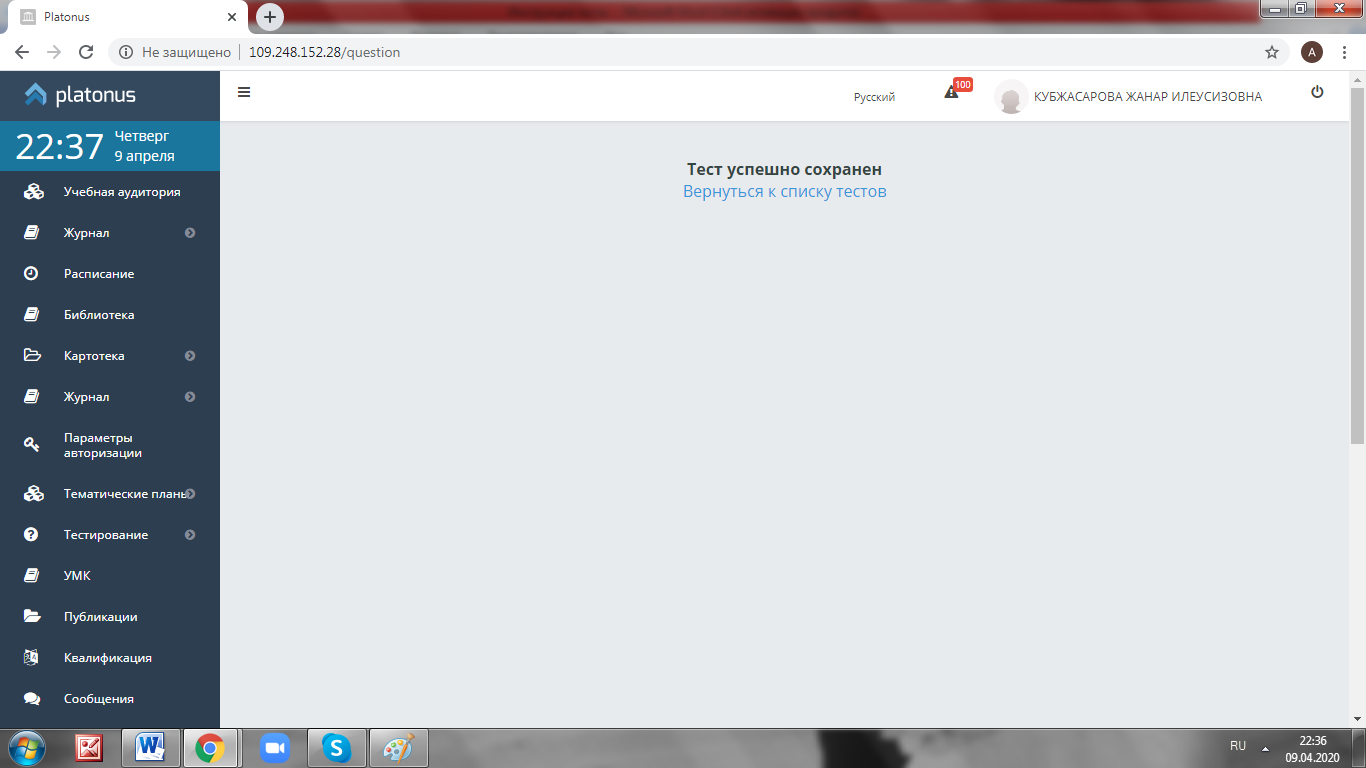 Platonus
Не защищено
109.248.152.28/question
A
platonus
Русский
100
КУБЖАСАРОВА ЖАНАР ИЛЕУСИЗОВНА
22:37
Четверг
9 апреля
Тест успешно сохранен
Вернуться к списку тестов
Учебная аудитория
Журнал
Расписание
Библиотека
Картотека
Журнал
Параметры
авторизации
Тематические планы
Тестирование
УМК
Публикации
Квалификация
Сообщения
RU
22:36
09.04.2020